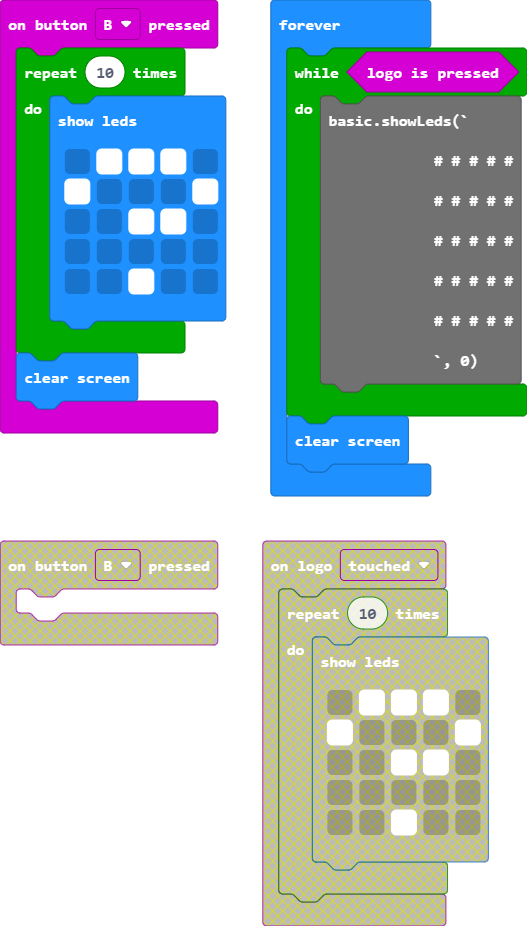 on button B pressed
repeat 10 times
do
show leds
clear screen
forever
while logo is pressed
do
basic.showLeds(`
# # # # #
# # # # #
# # # # #
# # # # #
# # # # #
`, 0)
clear screen
on button B pressed
on logo touched
repeat 10 times
do
show leds